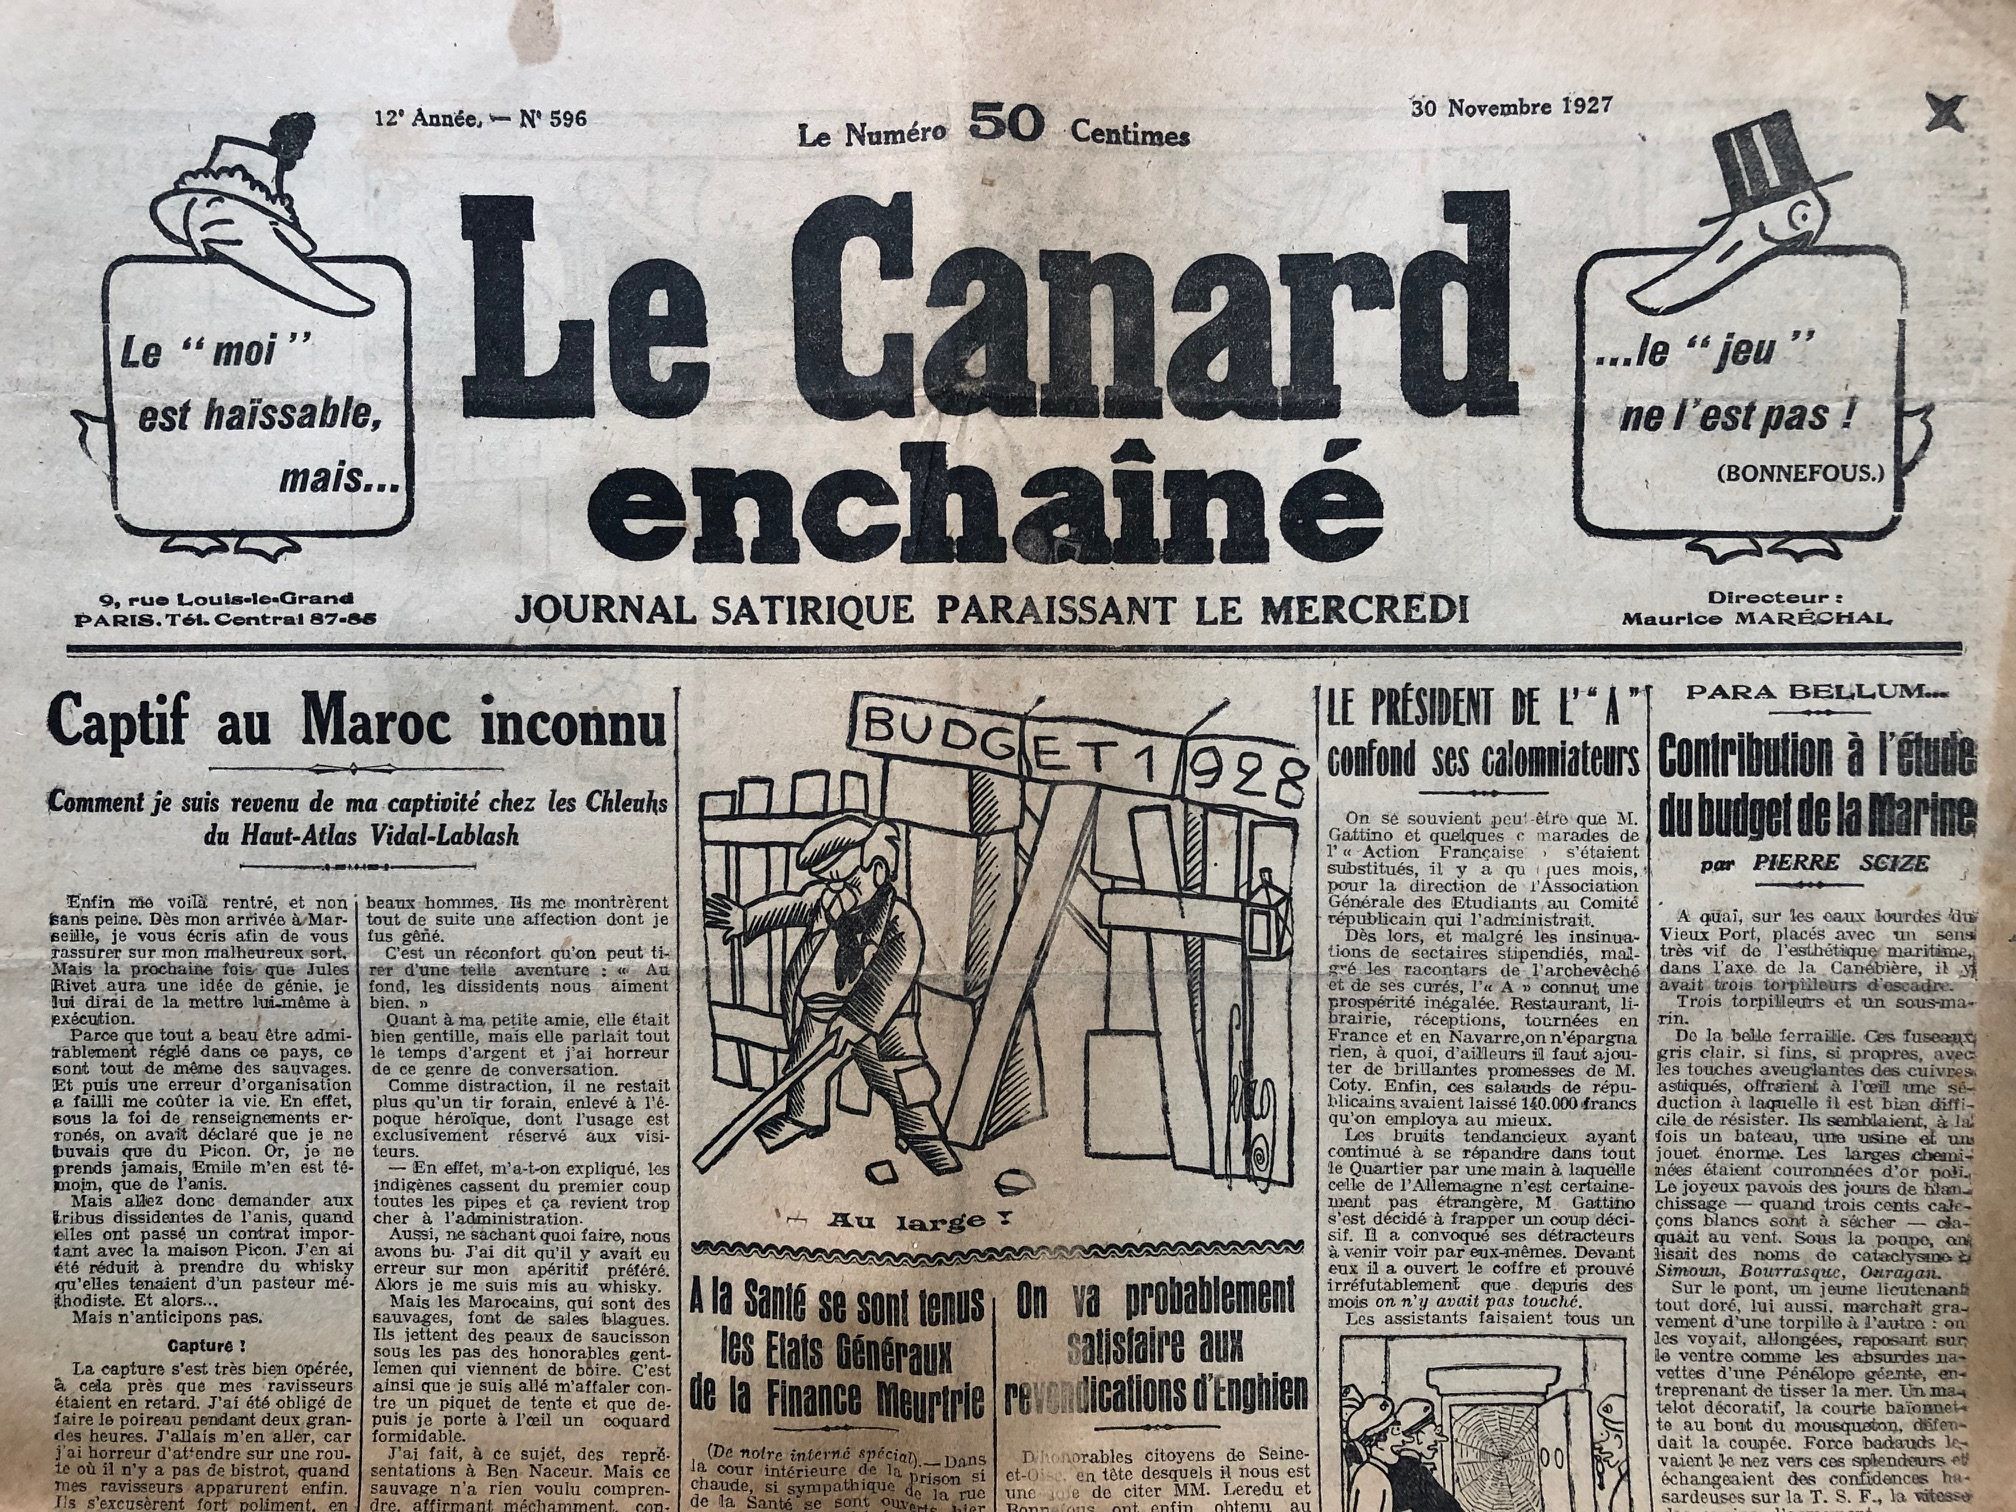 12e Année. — N° 596
Le Numéro 50 Centimes
30 Novembre 1927
Le "moi"
est haïssable,
mais...
Le Canard
enchaîné
...le "jeu"
ne l'est pas !
(BONNEFOUS.)
9, rue Louis-le-Grand
PARIS. Tél. Central 87-85
JOURNAL SATIRIQUE PARAISSANT LE MERCREDI
Directeur :
Maurice MARÉCHAL
Captif au Maroc inconnu
Comment je suis revenu de ma captivité chez les Chleuhs
du Haut-Atlas Vidal-Lablash
Enfin me voilà rentré, et non
sans peine. Dès mon arrivée à Mar-
seille, je vous écris afin de vous
rassurer sur mon malheureux sort.
Mais la prochaine fois que Jules
Rivet aura une idée de génie, je
lui dirai de la mettre lui-même à
exécution.
Parce que tout a beau être admi-
rablement réglé dans ce pays, ce
sont tout de même des sauvages.
Et puis une erreur d'organisation
a failli me coûter la vie. En effet,
sous la foi de renseignements er-
ronés, on avait déclaré que je ne
buvais que du Picon. Or, je ne
prends jamais, Emile m'en est té-
moin, que de l'anis.
Mais allez donc demander aux
tribus dissidentes de l'anis, quand
elles ont passé un contrat impor-
tant avec la maison Picon. J'en ai
été réduit à prendre du whisky
qu'elles tenaient d'un pasteur mé-
thodiste. Et alors...
Mais n'anticipons pas.
Capturé !
La capture s'est très bien opérée,
à cela près que mes ravisseurs
étaient en retard. J'ai été obligé de
faire le poireau pendant deux gran-
des heures. J'allais m'en aller, car
j'ai horreur d'attendre sur une rou-
te où il n'y a pas de bistrot, quand
mes ravisseurs apparurent enfin.
Ils s'excusèrent fort poliment, en
beaux hommes. Ils me montrèrent
tout de suite une affection dont je
fus gêné.
C'est un réconfort qu'on peut ti-
rer d'une telle aventure : « Au
fond, les dissidents nous aiment
bien. »
Quant à ma petite amie, elle était
bien gentille, mais elle parlait tout
le temps d'argent et j'ai horreur
de ce genre de conversation.
Comme distraction, il ne restait
plus qu'un tir forain, enlevé à l'é-
poque héroïque, dont l'usage est
exclusivement réservé aux visi-
teurs.
— En effet, m'a-t-on expliqué, les
indigènes cassent du premier coup
toutes les pipes et ça revient trop
cher à l'administration.
Aussi, ne sachant quoi faire, nous
avons bu. J'ai dit qu'il y avait eu
erreur sur mon apéritif préféré.
Alors je me suis mis au whisky.
Mais les Marocains, qui sont des
sauvages, font de sales blagues.
Ils jettent des peaux de saucisson
sous les pas des honorables gent-
lemen qui viennent de boire. C'est
ainsi que je suis allé m'affaler con-
tre un piquet de tente et que de-
puis je porte à l'œil un coquard
formidable.
J'ai fait, à ce sujet, des repré-
sentations à Ben Naceur. Mais ce
sauvage n'a rien voulu compren-
dre, affirmant méchamment, con-
BUDGET 1928
— Au large !
A la Santé se sont tenus
les Etats Généraux
de la Finance Meurtrie
(De notre interné spécial). — Dans
la cour intérieure de la prison si
chaude, si sympathique de la rue
de la Santé se sont ouverts hier
On va probablement
satisfaire aux
revendications d'Enghien
D'honorables citoyens de Seine-
et-Oise, en tête desquels il nous est
une joie de citer MM. Leredu et
Bonnefous ont enfin obtenu au
LE PRÉSIDENT DE L'"A"
confond ses calomniateurs
On se souvient peut-être que M.
Gattino et quelques camarades de
l'« Action Française » s'étaient
substitués, il y a quelques mois,
pour la direction de l'Association
Générale des Etudiants au Comité
républicain qui l'administrait.
Dès lors, et malgré les insinua-
tions de sectaires stipendiés, mal-
gré les racontars de l'archevêché
et de ses curés, l'« A » connut une
prospérité inégalée. Restaurant, li-
brairie, réceptions, tournées en
France et en Navarre, on n'épargna
rien, à quoi, d'ailleurs il faut ajou-
ter de brillantes promesses de M.
Coty. Enfin, ces salauds de répu-
blicains avaient laissé 140.000 francs
qu'on employa au mieux.
Les bruits tendancieux ayant
continué à se répandre dans tout
le Quartier par une main à laquelle
celle de l'Allemagne n'est certaine-
ment pas étrangère, M. Gattino
s'est décidé à frapper un coup déci-
sif. Il a convoqué ses détracteurs
à venir voir par eux-mêmes. Devant
eux il a ouvert le coffre et prouvé
irréfutablement que depuis des
mois on n'y avait pas touché.
Les assistants faisaient tous un
PARA BELLUM...
Contribution à l'étude
du budget de la Marine
par PIERRE SCIZE
A quai, sur les eaux lourdes du
Vieux Port, placés avec un sens
très vif de l'esthétique maritime,
dans l'axe de la Canebière, il y
avait trois torpilleurs d'escadre.
Trois torpilleurs et un sous-ma-
rin.
De la belle ferraille. Ces fuseaux
gris clair, si fins, si propres, avec
les touches aveuglantes des cuivres
astiqués, offraient à l'œil une sé-
duction à laquelle il est bien diffi-
cile de résister. Ils semblaient, à la
fois un bateau, une usine et un
jouet énorme. Les larges chemi-
nées étaient couronnées d'or poli.
Le joyeux pavois des jours de blan-
chissage — quand trois cents cale-
çons blancs sont à sécher — cla-
quait au vent. Sous la poupe, on
lisait des noms de cataclysmes :
Simoun, Bourrasque, Ouragan.
Sur le pont, un jeune lieutenant
tout doré, lui aussi, marchait gra-
vement d'une torpille à l'autre : on
les voyait, allongées, reposant sur
le ventre comme les absurdes na-
vettes d'une Pénélope géante, en-
treprenant de tisser la mer. Un ma-
telot décoratif, la courte baïonnet-
te au bout du mousqueton, défen-
dait la coupée. Force badauds le-
vaient le nez vers ces splendeurs et
échangeaient des confidences ha-
sardeuses sur la T. S. F., la vitesse